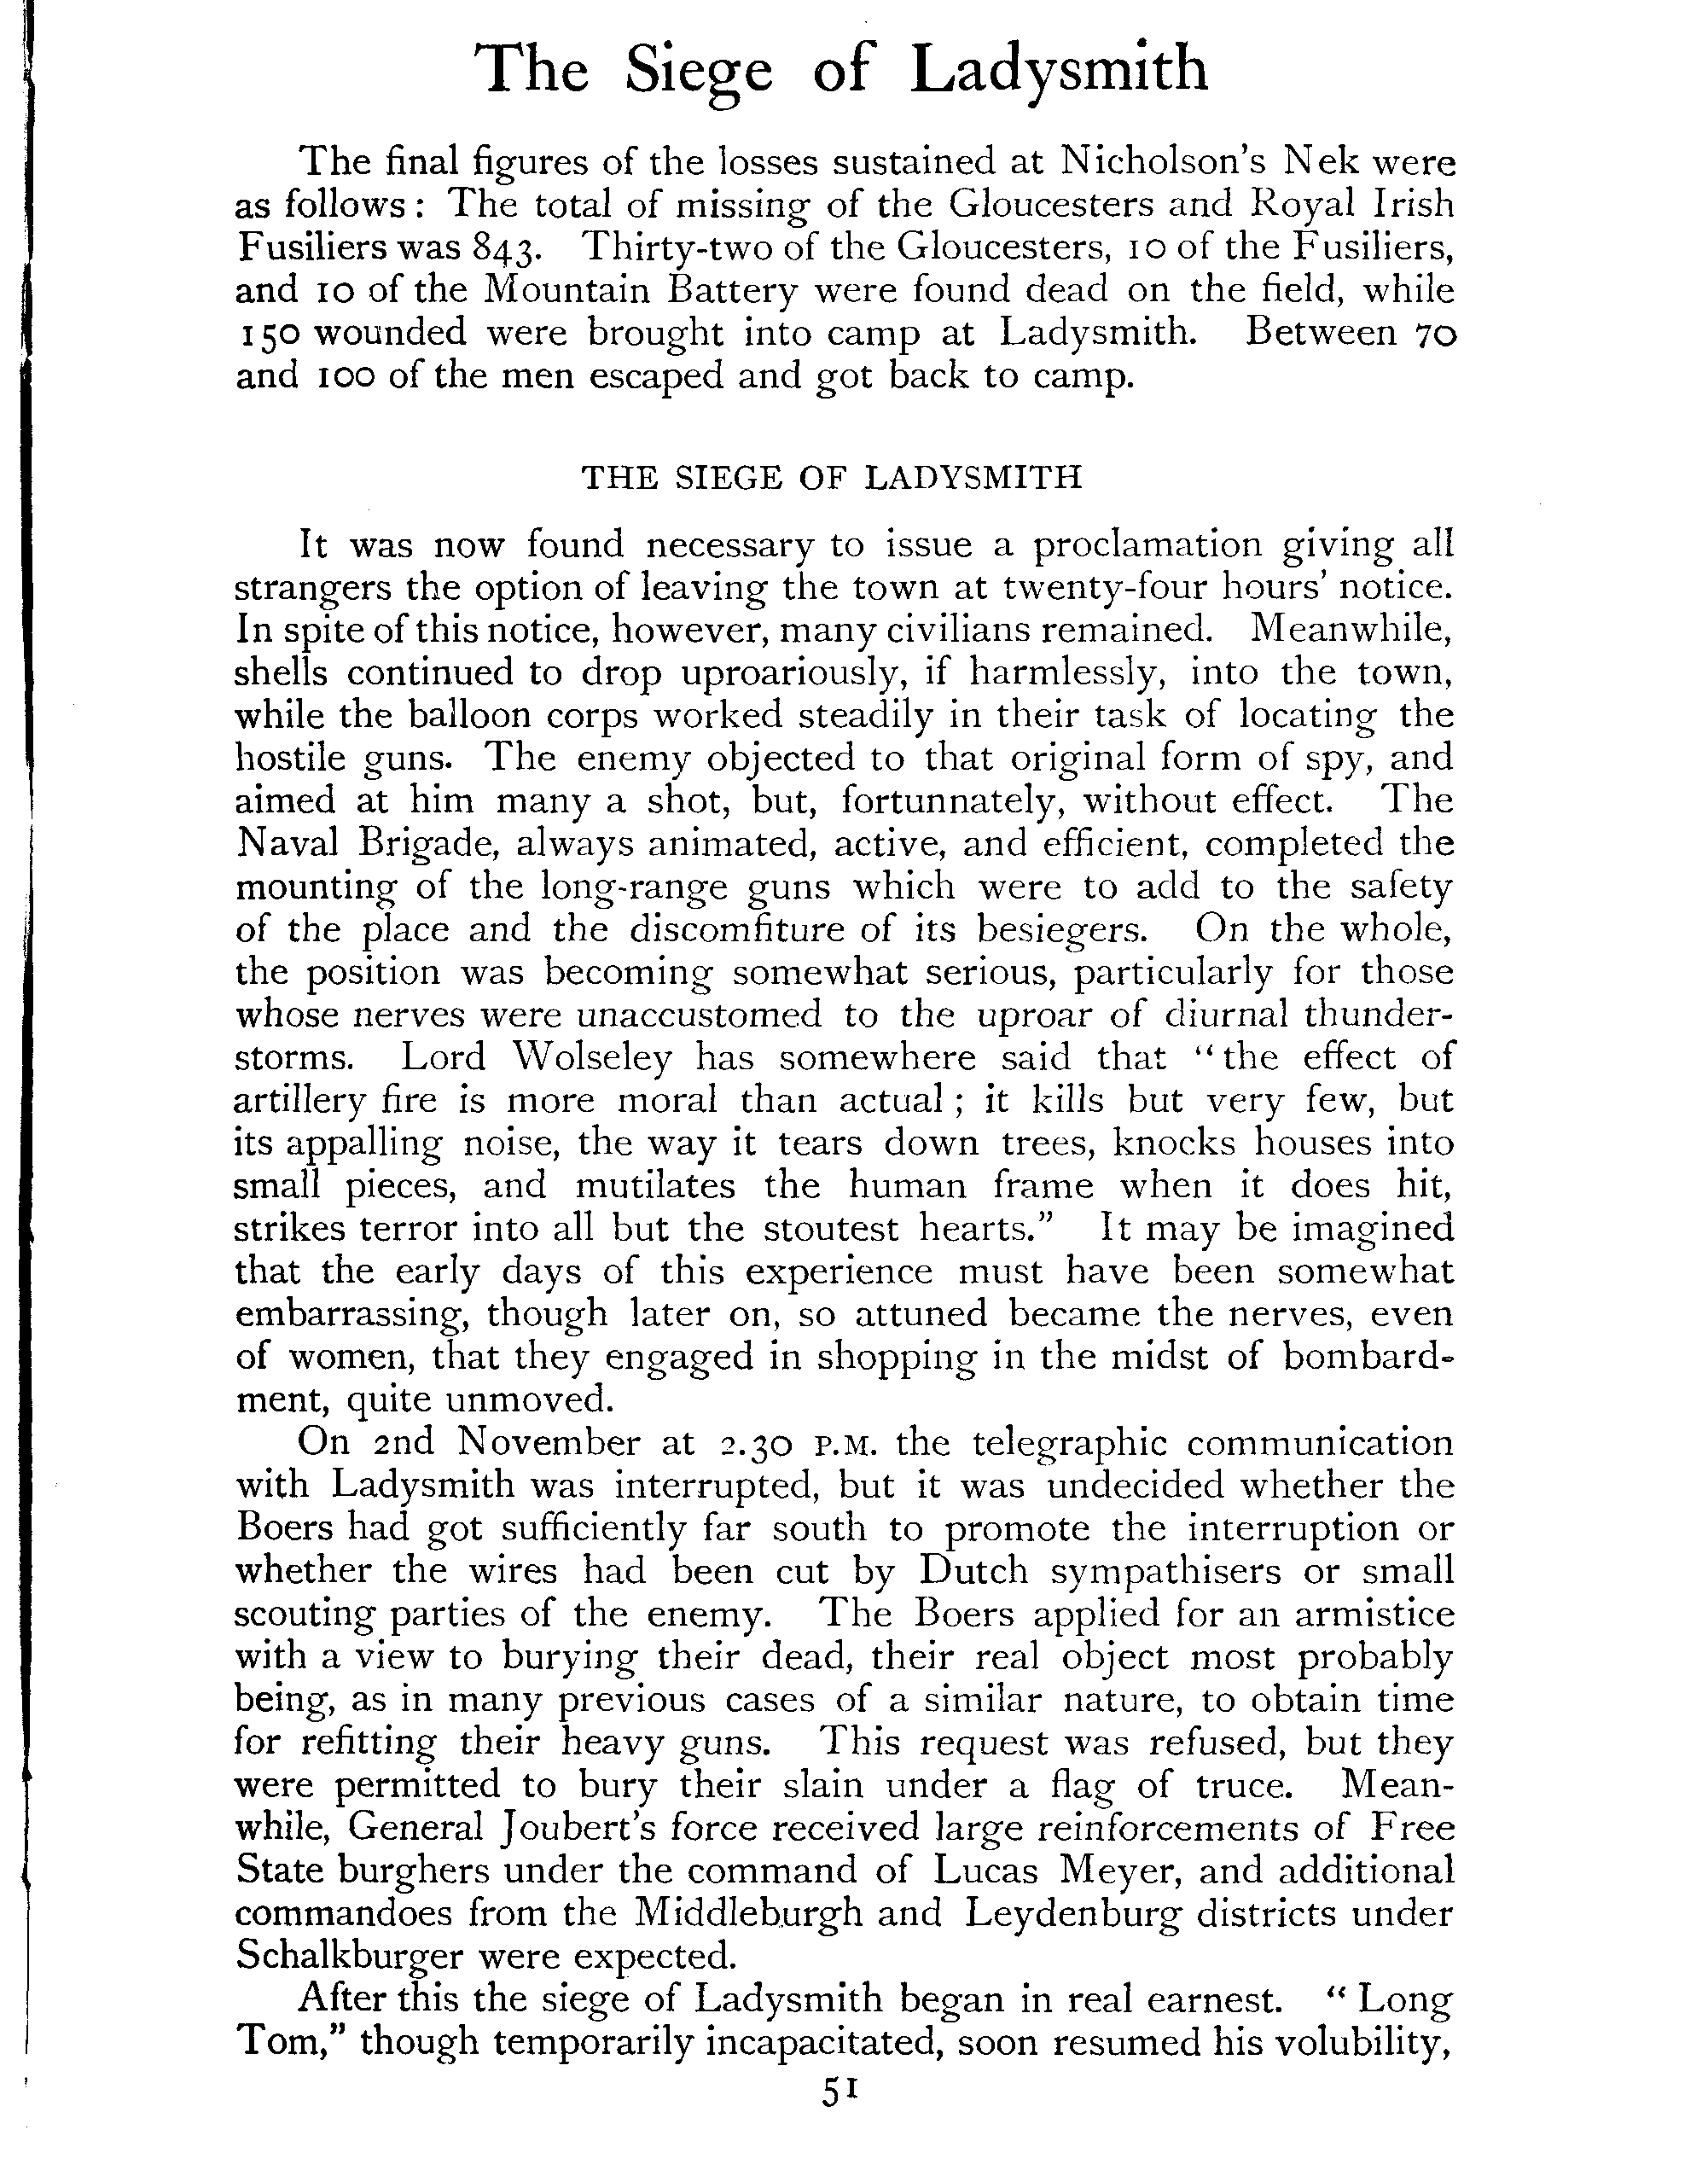 The Siege of Ladysmith
The final figures of the losses sustained at Nicholson's Nek were
as follows: The total of missing of the Gloucesters and Royal Irish
Fusiliers was 843. Thirty-two of the Gloucesters, 10 of the Fusiliers,
and 10 of the Mountain Battery were found dead on the field, while
150 wounded were brought into camp at Ladysmith. Between 70
and 100 of the men escaped and got back to camp.
THE SIEGE OF LADYSMITH
It was now found necessary to issue a proclamation giving all
strangers the option of leaving the town at twenty-four hours' notice.
In spite of this notice, however, many civilians remained. Meanwhile,
shells continued to drop uproariously, if harmlessly, into the town,
while the balloon corps worked steadily in their task of locating the
hostile guns. The enemy objected to that original form of spy, and
aimed at him many a shot, but, fortunnately, without effect. The
Naval Brigade, always animated, active, and efficient, completed the
mounting of the long-range guns which were to add to the safety
of the place and the discomfiture of its besiegers. On the whole,
the position was becoming somewhat serious, particularly for those
whose nerves were unaccustomed to the uproar of diurnal thunder-
storms. Lord Wolseley has somewhere said that "the effect of
artillery fire is more moral than actual; it kills but very few, but
its appalling noise, the way it tears down trees, knocks houses into
small pieces, and mutilates the human frame when it does hit,
strikes terror into all but the stoutest hearts." It may be imagined
that the early days of this experience must have been somewhat
embarrassing, though later on, so attuned became the nerves, even
of women, that they engaged in shopping in the midst of bombard-
ment, quite unmoved.
On 2nd November at 2.30 P.M. the telegraphic communication
with Ladysmith was interrupted, but it was undecided whether the
Boers had got sufficiently far south to promote the interruption or
whether the wires had been cut by Dutch sympathisers or small
scouting parties of the enemy. The Boers applied for an armistice
with a view to burying their dead, their real object most probably
being, as in many previous cases of a similar nature, to obtain time
for refitting their heavy guns. This request was refused, but they
were permitted to bury their slain under a flag of truce. Mean-
while, General Joubert's force received large reinforcements of Free
State burghers under the command of Lucas Meyer, and additional
commandoes from the Middleburgh and Leydenburg districts under
Schalkburger were expected.
After this the siege of Ladysmith began in real earnest. "Long
Tom," though temporarily incapacitated, soon resumed his volubility,
51